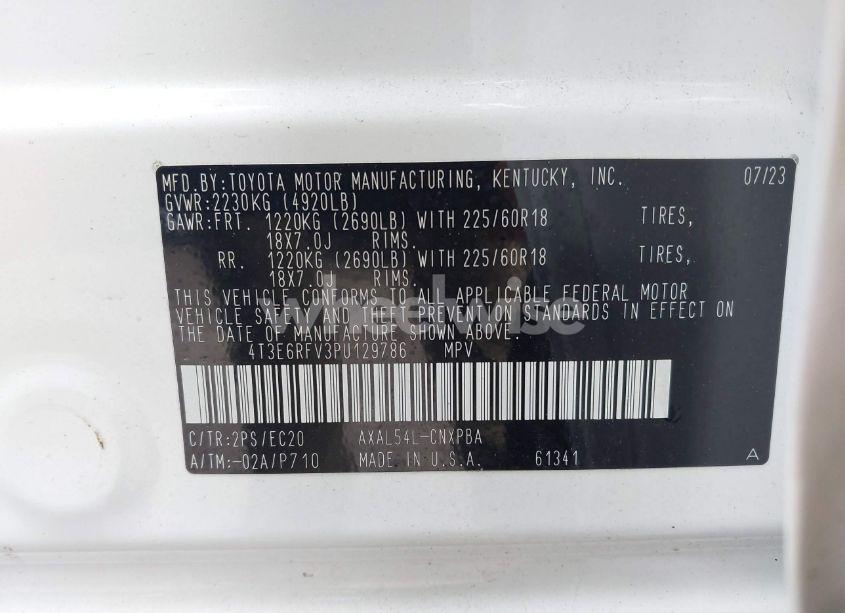 MFD.BY:TOYOTA MOTOR MANUFACTURING, KENTUCKY, INC. 07/23
GVWR:2230KG (4920LB)
GAWR:FRT. 1220KG (2690LB) WITH 225/60R18 TIRES,
18X7.0J RIMS.
RR. 1220KG (2690LB) WITH 225/60R18 TIRES,
18X7.0J RIMS.
THIS VEHICLE CONFORMS TO ALL APPLICABLE FEDERAL MOTOR
VEHICLE SAFETY AND THEFT PREVENTION STANDARDS IN EFFECT ON
THE DATE OF MANUFACTURE SHOWN ABOVE.
wheelwise
4T3E6RFV3PU129786 MPV
C/TR:2PS/EC20 AXAL54L-CNXPBA
A/TM:-02A/P710 MADE IN U.S.A. 61341 A